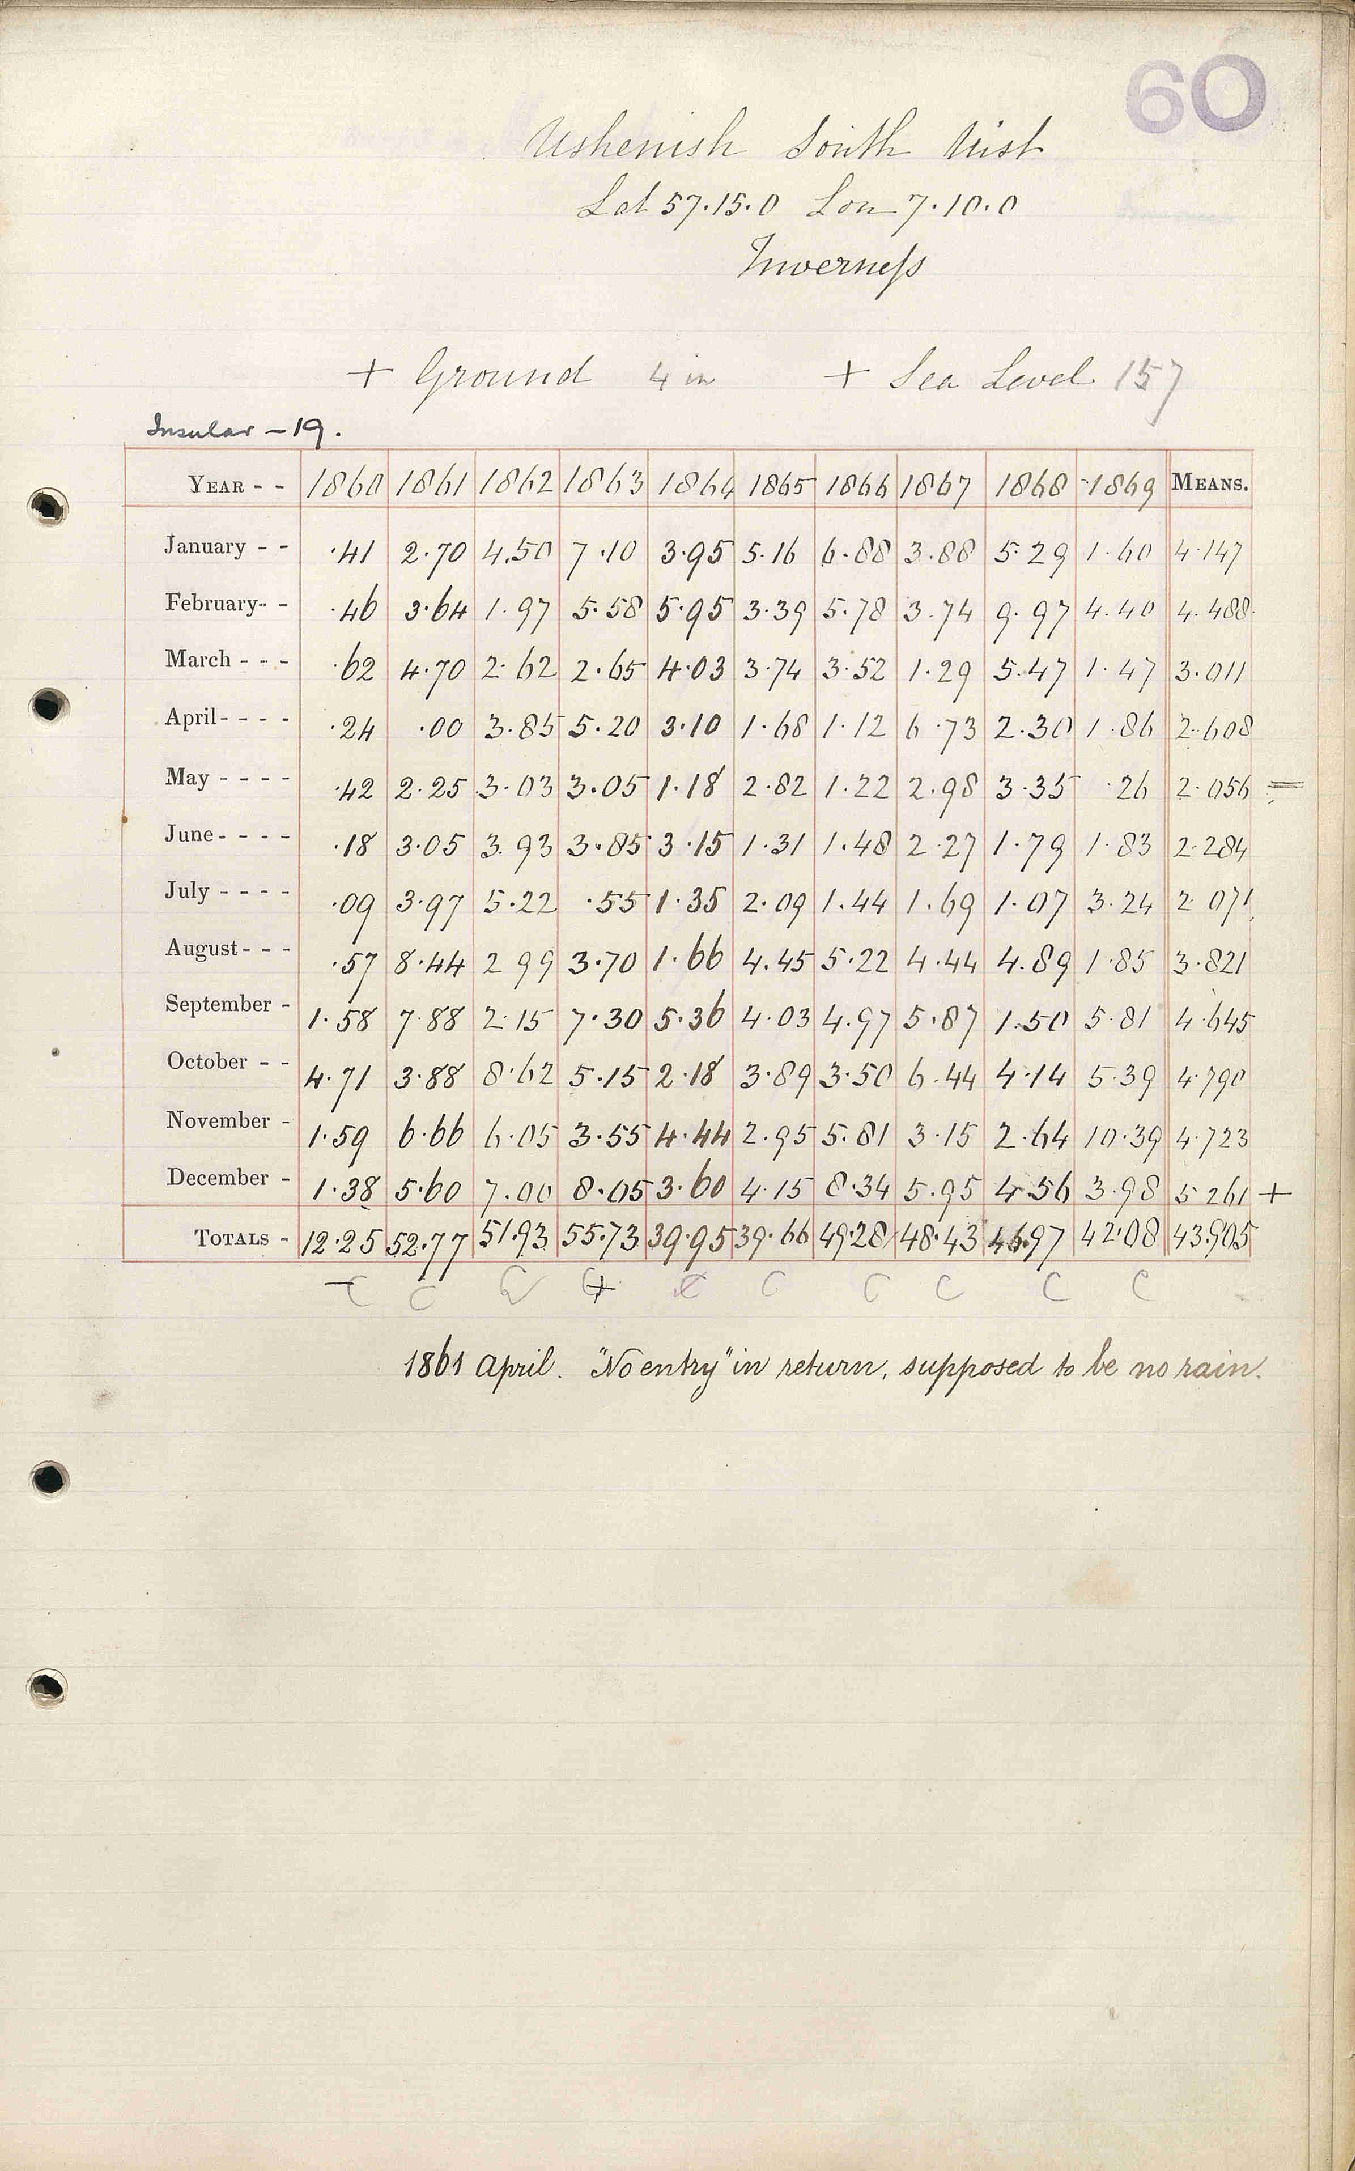 60
Ushenish South Uist
Lat 57.15.0 Lon 7.10.0
Inverness
+ Ground 4 in + Sea Level 157
Insular - 19.
YEAR - - 1860 1861 1862 1863 1864 1865 1866 1867 1868 1869 MEANS.
January - - .41 2.70 4.50 7.10 3.95 5.16 6.88 3.88 5.29 1.60 4.147
February - - .46 3.64 1.97 5.58 5.95 3.39 5.78 3.74 9.97 4.40 4.488
March - - - .62 4.70 2.62 2.65 4.03 3.74 3.52 1.29 5.47 1.47 3.011
April - - - - .24 .00 3.85 5.20 3.10 1.68 1.12 6.73 2.30 1.86 2.608
May - - - - .42 2.25 3.03 3.05 1.18 2.82 1.22 2.98 3.35 .26 2.056 =
June - - - - .18 3.05 3.93 3.85 3.15 1.31 1.48 2.27 1.79 1.83 2.284
July - - - - .09 3.97 5.22 .55 1.35 2.09 1.44 1.69 1.07 3.24 2.071
August - - - .57 8.44 2 99 3.70 1.66 4.45 5.22 4.44 4.89 1.85 3.821
September - 1.58 7.88 2.15 7.30 5.36 4.03 4.97 5.87 1.50 5.81 4.645
October - - 4.71 3.88 8.62 5.15 2.18 3.89 3.50 6.44 4.14 5.39 4.790
November - 1.59 6.66 6.05 3.55 4.44 2.95 5.81 3.15 2.64 10.39 4.723
December - 1.38 5.60 7.00 8.05 3.60 4.15 8.34 5.95 4.56 3.98 5 261 +
TOTALS - 12.25 52.77 51.93 55.73 39.95 39.66 49.28 48.43 46.97 42.08 43.905
- C C C C + C C C C C C
1861 April. "No entry" in return, supposed to be no rain.